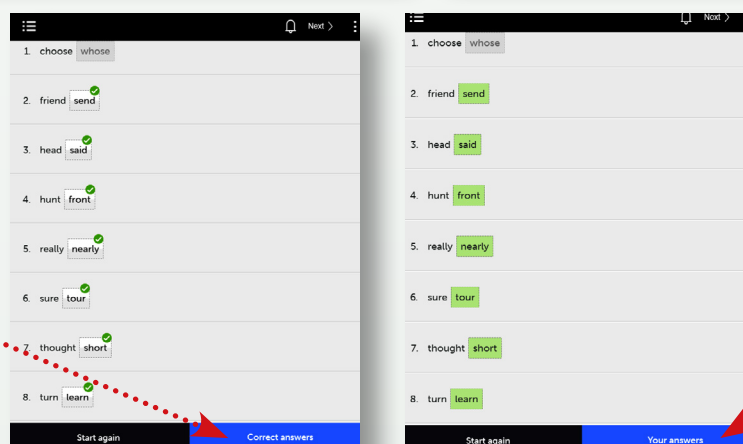 Next >
1. choose whose
2. friend send
3. head said
4. hunt front
5. really nearly
6. sure tour
7. thought short
8. turn learn
Start again Correct answers
Next >
1. choose whose
2. friend send
3. head said
4. hunt front
5. really nearly
6. sure tour
7. thought short
8. turn learn
Start again Your answers